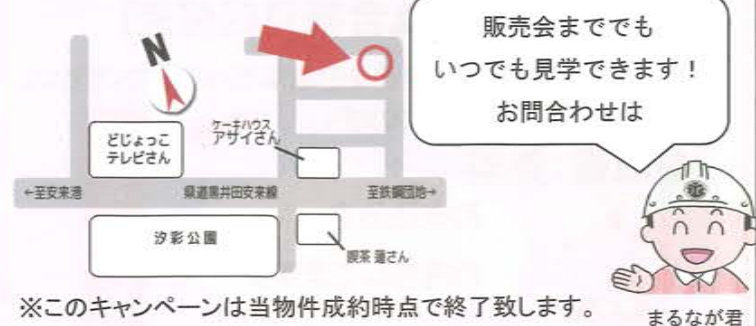 販売会まででも
いつでも見学できます！
お問合わせは
N
どじょっこ
テレビさん
ケーキハウス
アサイさん
←至安来港
県道黒井田安来線
至鉄鋼団地→
汐彩公園
喫茶 蓮さん
※このキャンペーンは当物件成約時点で終了致します。
まるなが君